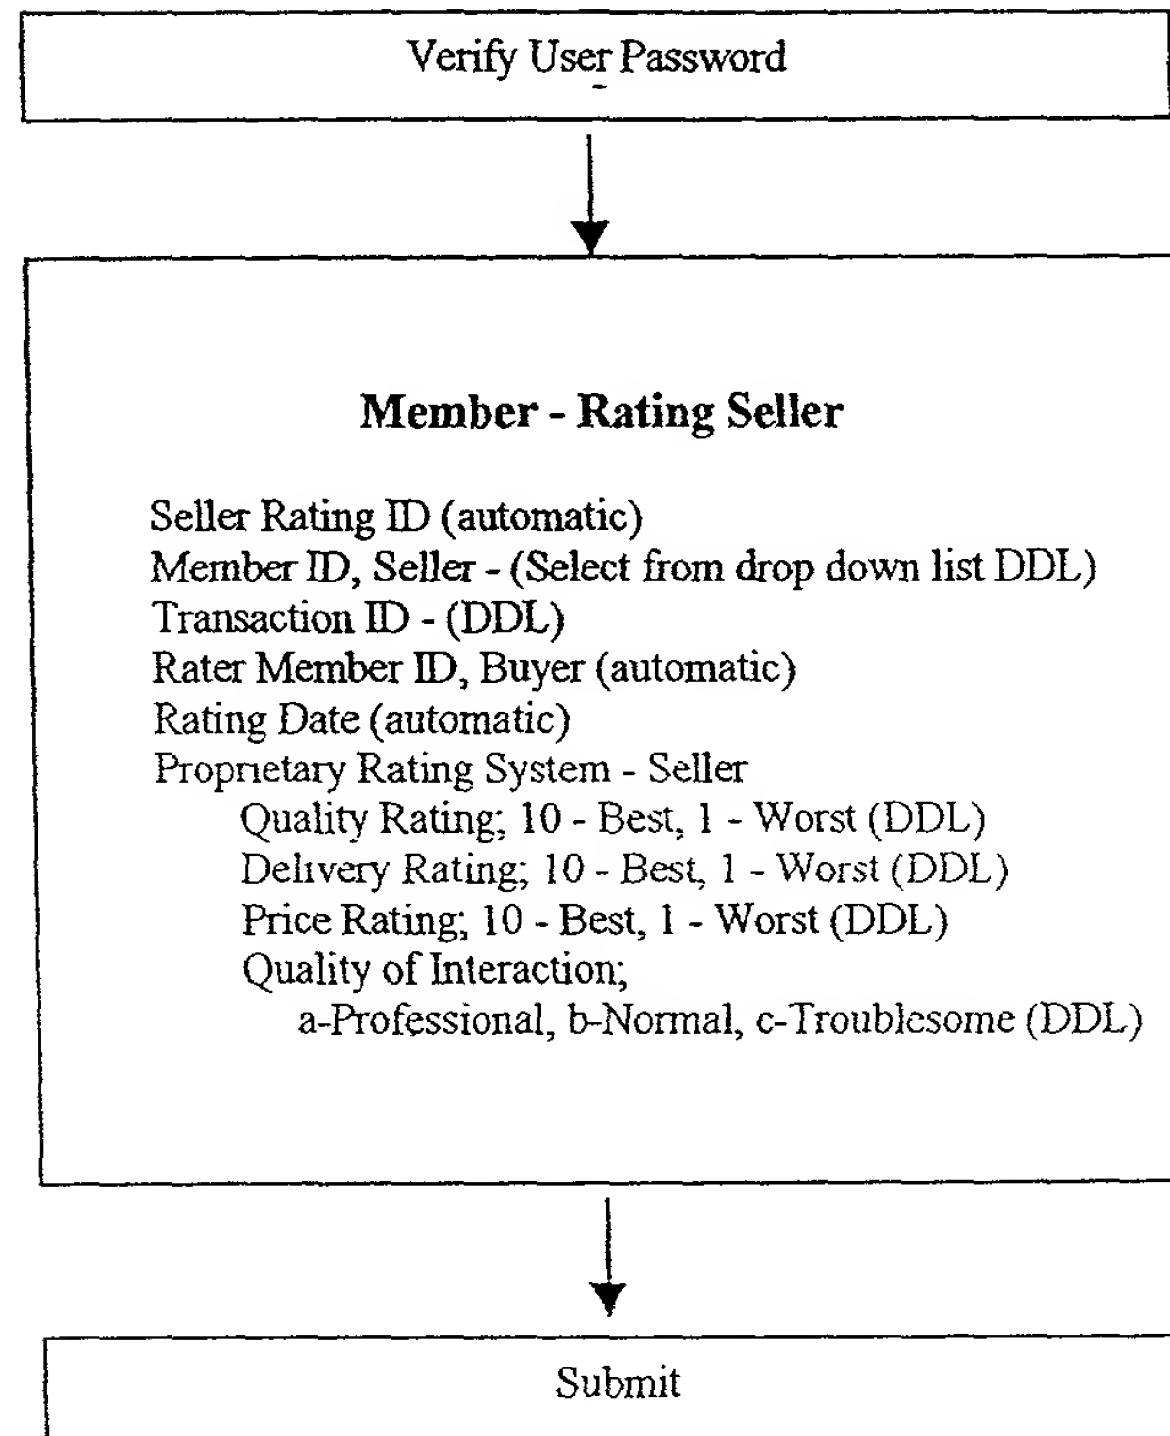 Verify User Password
Member - Rating Seller
Seller Rating ID (automatic)
Member ID, Seller - (Select from drop down list DDL)
Transaction ID - (DDL)
Rater Member ID, Buyer (automatic)
Rating Date (automatic)
Proprietary Rating System - Seller
Quality Rating; 10 - Best, 1 - Worst (DDL)
Delivery Rating; 10 - Best, 1 - Worst (DDL)
Price Rating; 10 - Best, 1 - Worst (DDL)
Quality of Interaction;
a-Professional, b-Normal, c-Troublesome (DDL)
Submit